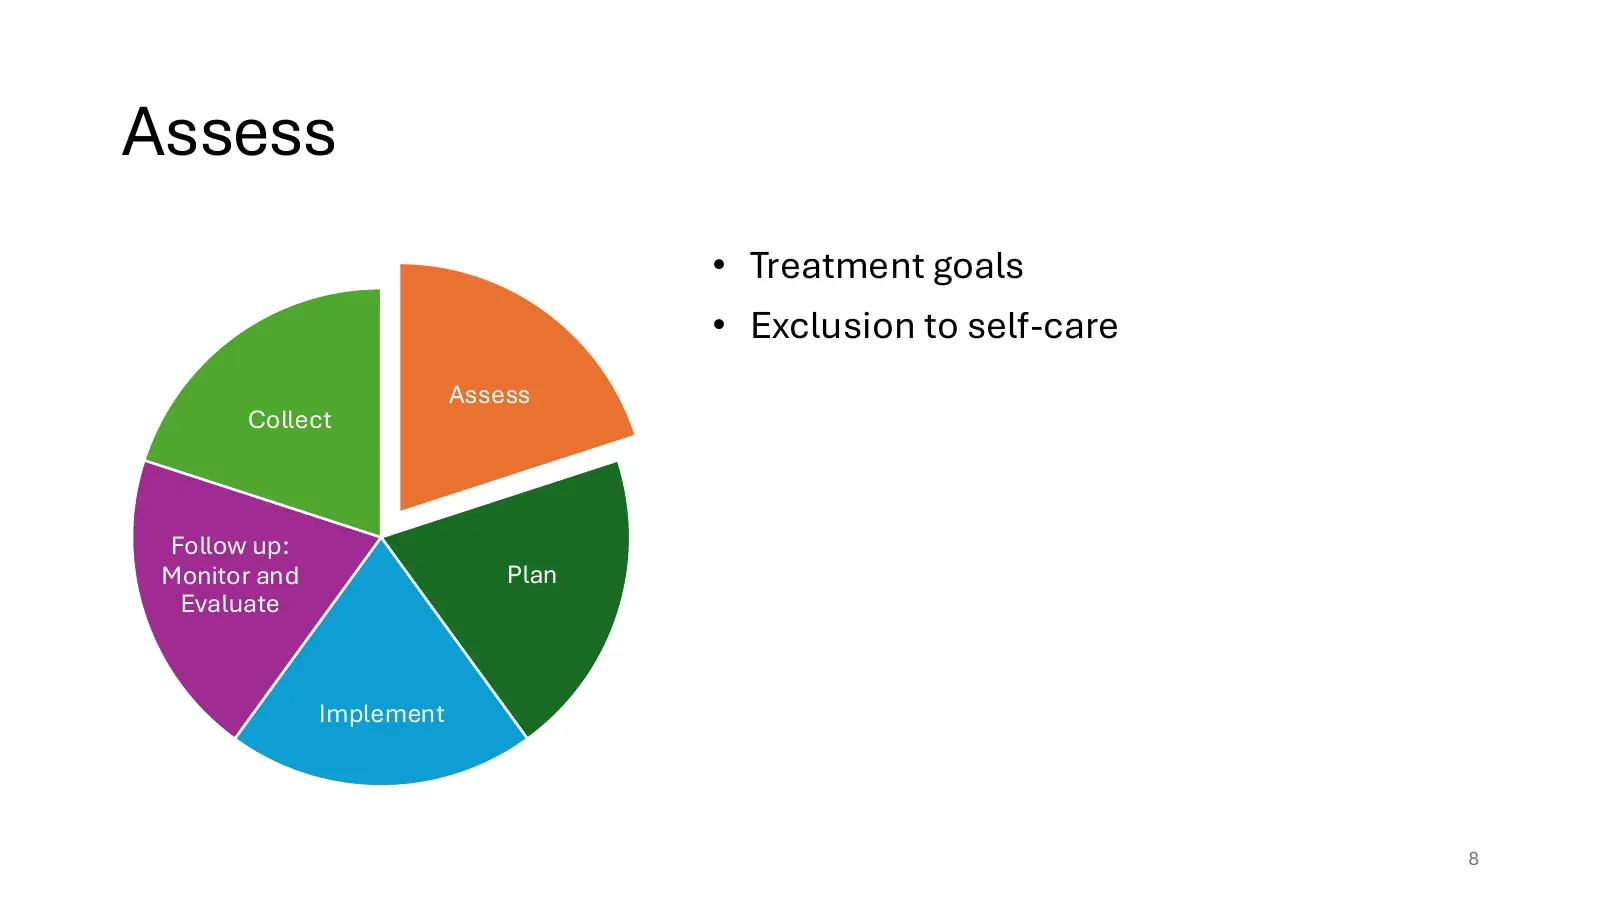 Assess
• Treatment goals
• Exclusion to self-care
Assess
Collect
Follow up:
Monitor and
Evaluate
Plan
Implement
8